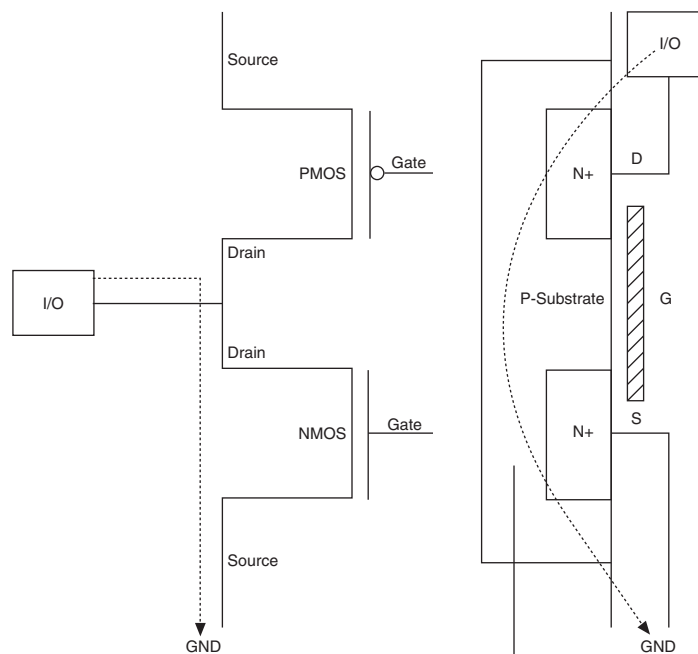 Source
PMOS
Gate
Drain
I/O
Drain
NMOS
Gate
Source
GND
I/O
N+
D
P-Substrate
G
N+
S
GND